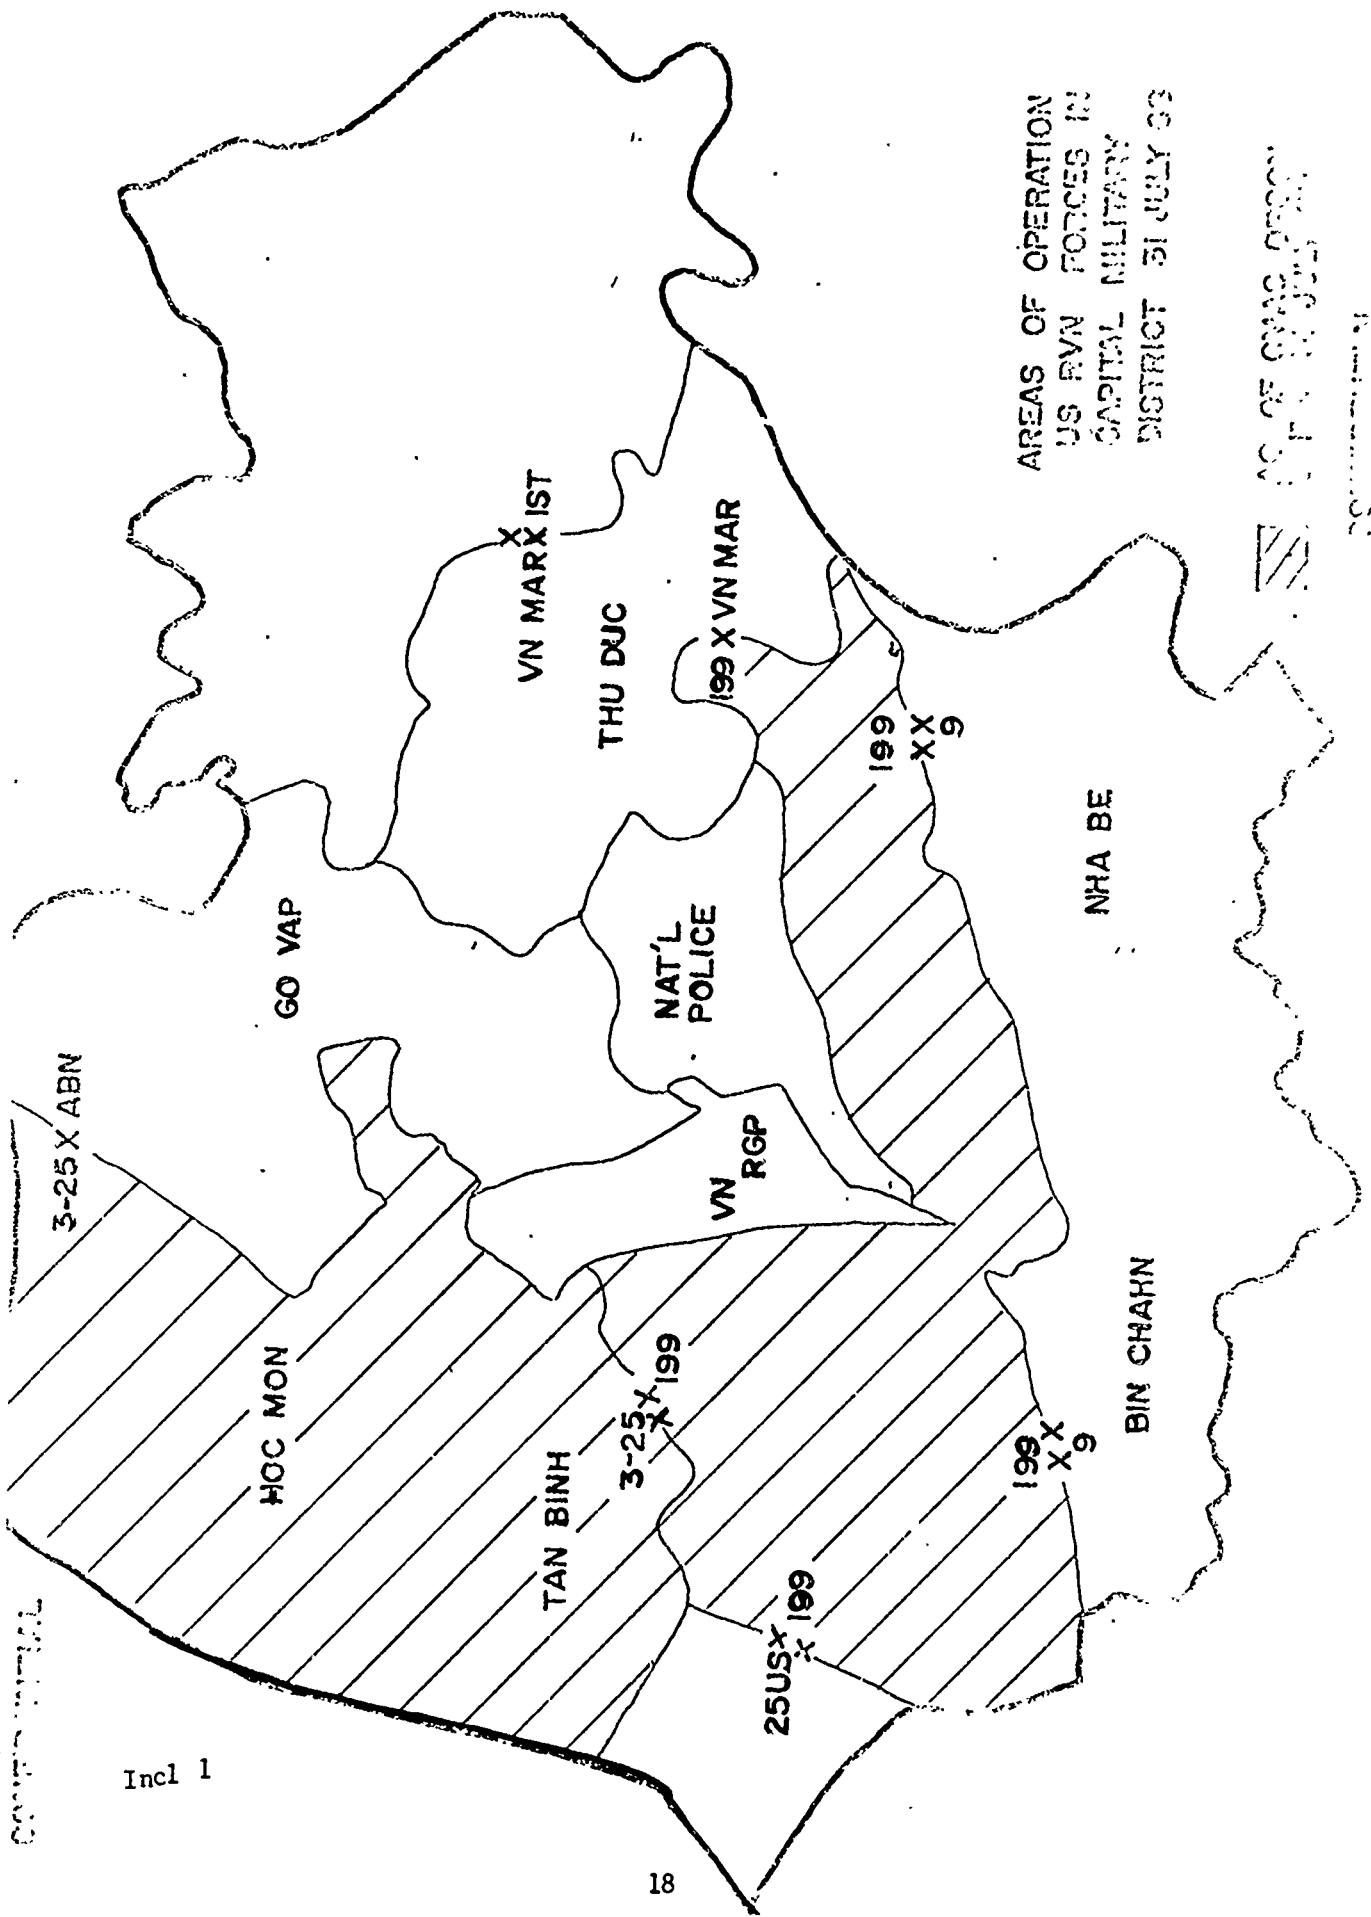 3-25 X ABN
GO VAP
HOC MON
TAN BINH
3-25 X 199
X
25US X 199
X
VN MARXIST
X
THU DUC
199 X VN MAR
NAT'L
POLICE
VN
RGP
199
XX
9
199
XX
9
NHA BE
BIN CHAHN
AREAS OF OPERATION
US RVN FORCES IN
CAPITAL MILITARY
DISTRICT 31 JULY
Incl 1
18